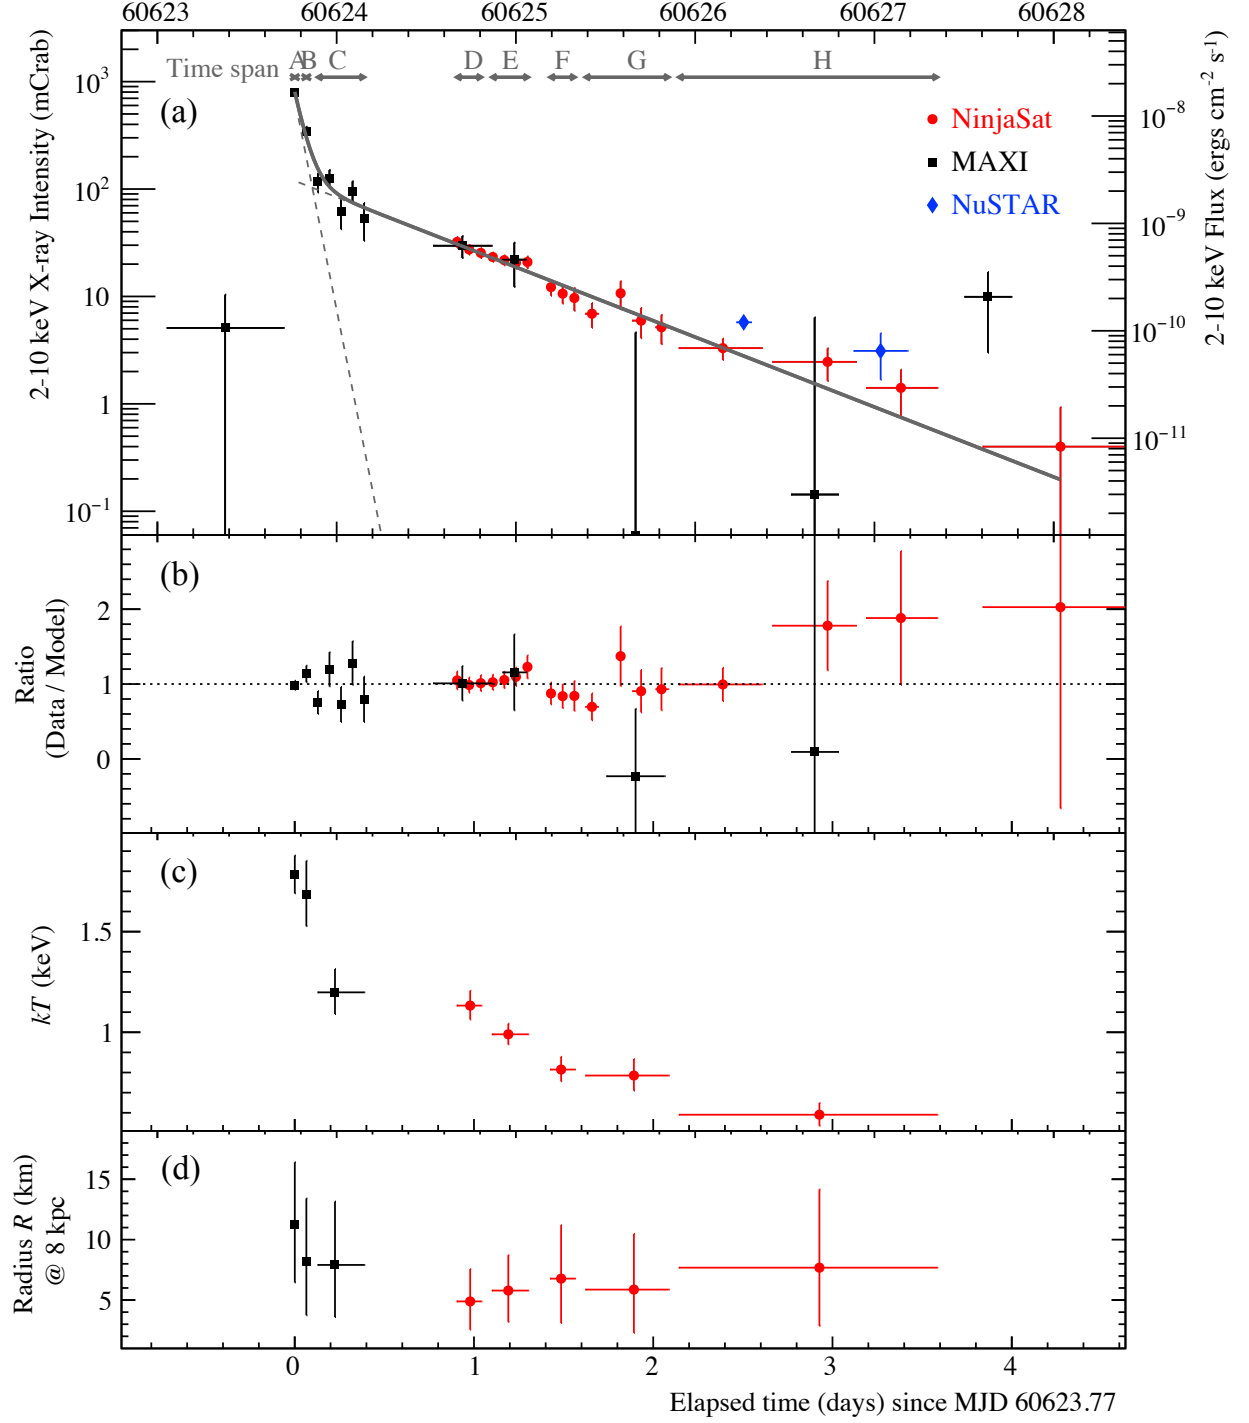 60623 60624 60625 60626 60627 60628
Time span A B C D E F G H
(a)
NinjaSat
MAXI
NuSTAR
2-10 keV X-ray Intensity (mCrab)
10³
10²
10
1
10⁻¹
2-10 keV Flux (ergs cm⁻² s⁻¹)
10⁻⁸
10⁻⁹
10⁻¹⁰
10⁻¹¹
(b)
Ratio
(Data / Model)
2
1
0
(c)
kT (keV)
1.5
1
(d)
Radius R (km)
@ 8 kpc
15
10
5
0 1 2 3 4
Elapsed time (days) since MJD 60623.77